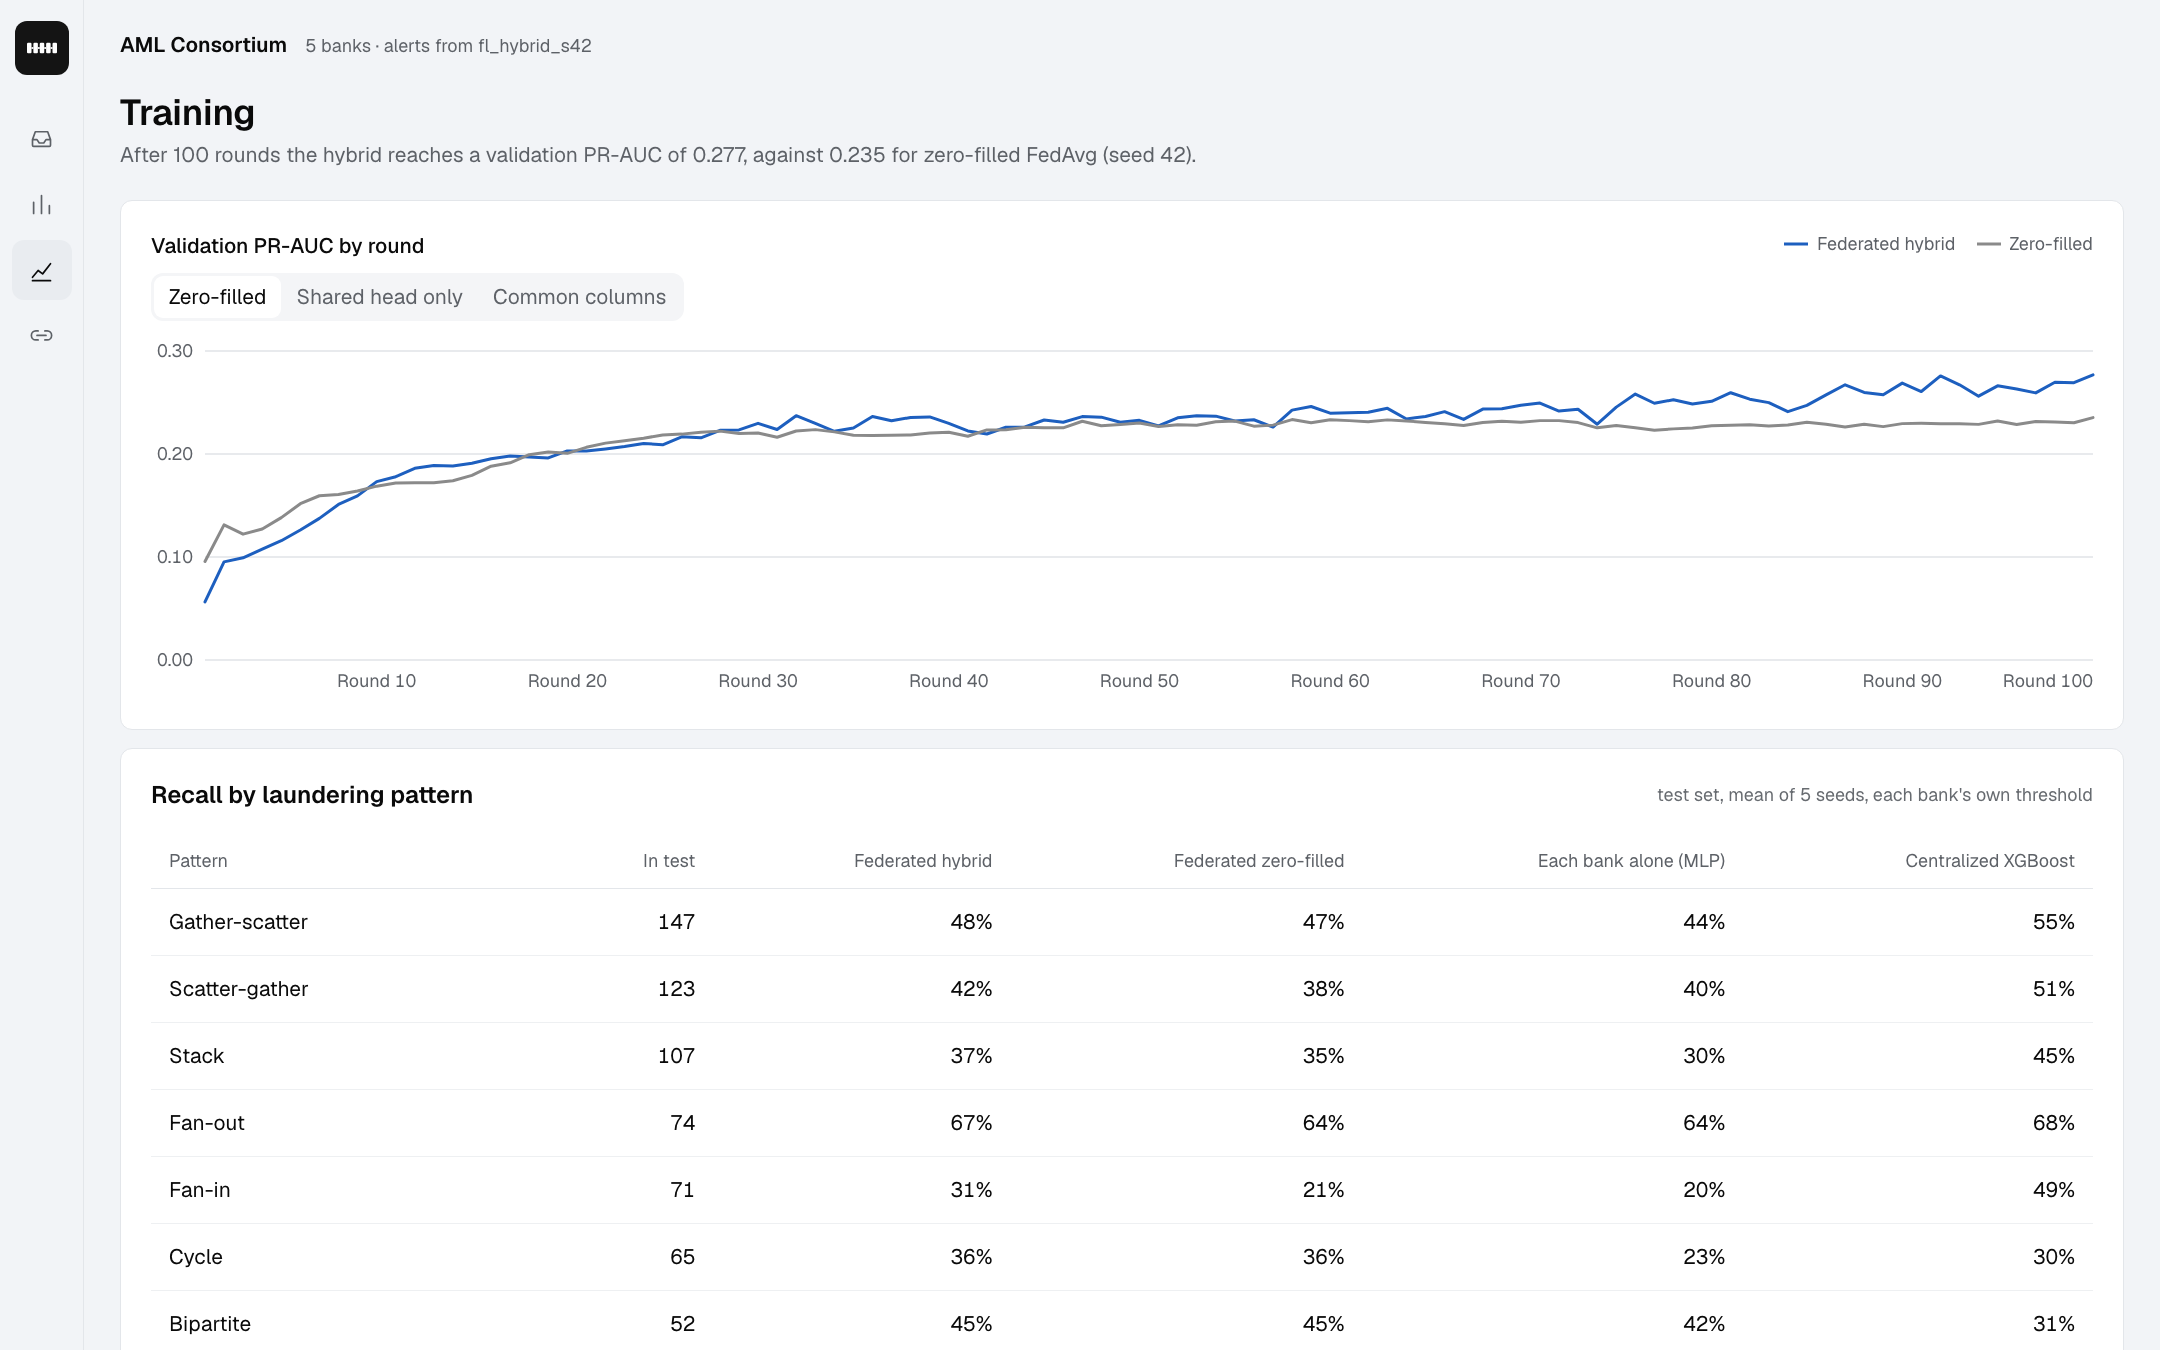 AML Consortium 5 banks · alerts from fl_hybrid_s42
Training
After 100 rounds the hybrid reaches a validation PR-AUC of 0.277, against 0.235 for zero-filled FedAvg (seed 42).
Validation PR-AUC by round
Federated hybrid Zero-filled
Zero-filled Shared head only Common columns
0.30
0.20
0.10
0.00
Round 10 Round 20 Round 30 Round 40 Round 50 Round 60 Round 70 Round 80 Round 90 Round 100
Recall by laundering pattern test set, mean of 5 seeds, each bank's own threshold
Pattern In test Federated hybrid Federated zero-filled Each bank alone (MLP) Centralized XGBoost
Gather-scatter 147 48% 47% 44% 55%
Scatter-gather 123 42% 38% 40% 51%
Stack 107 37% 35% 30% 45%
Fan-out 74 67% 64% 64% 68%
Fan-in 71 31% 21% 20% 49%
Cycle 65 36% 36% 23% 30%
Bipartite 52 45% 45% 42% 31%